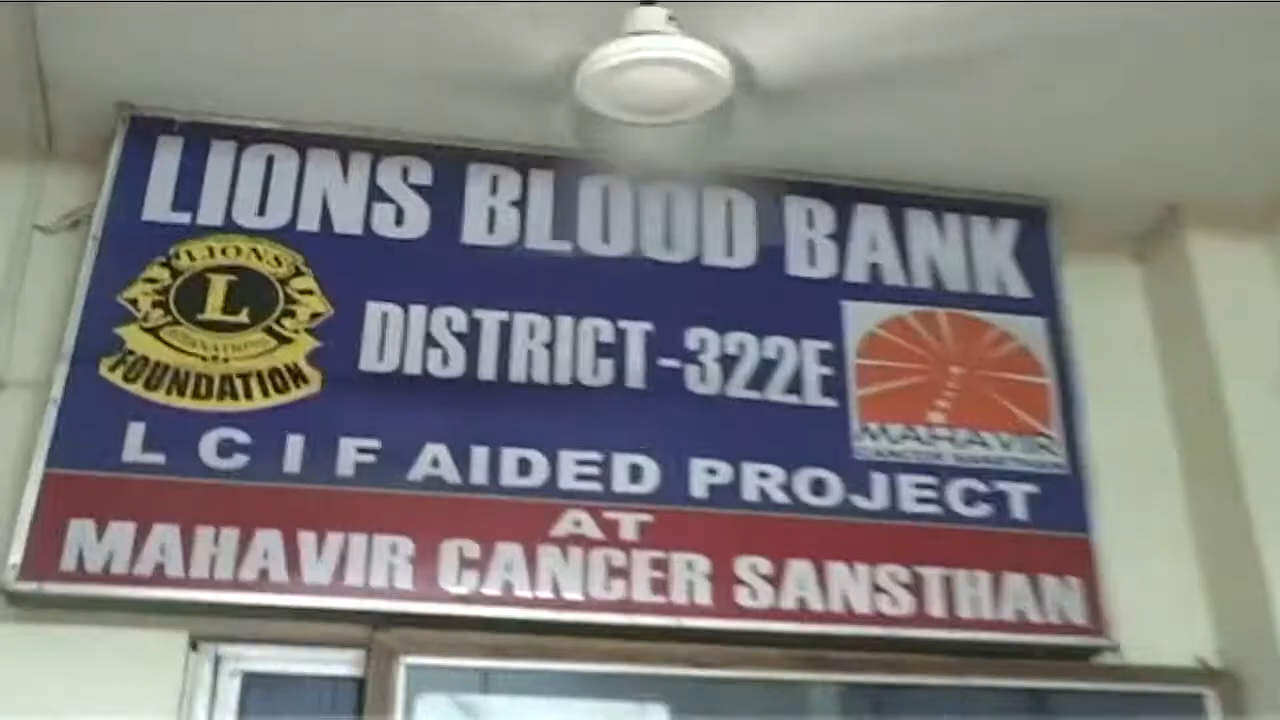 LIONS BLOOD BANK
LIONS
L
FOUNDATION
DISTRICT-322E
MAHAVIR
L C I F AIDED PROJECT
AT
MAHAVIR CANCER SANSTHAN